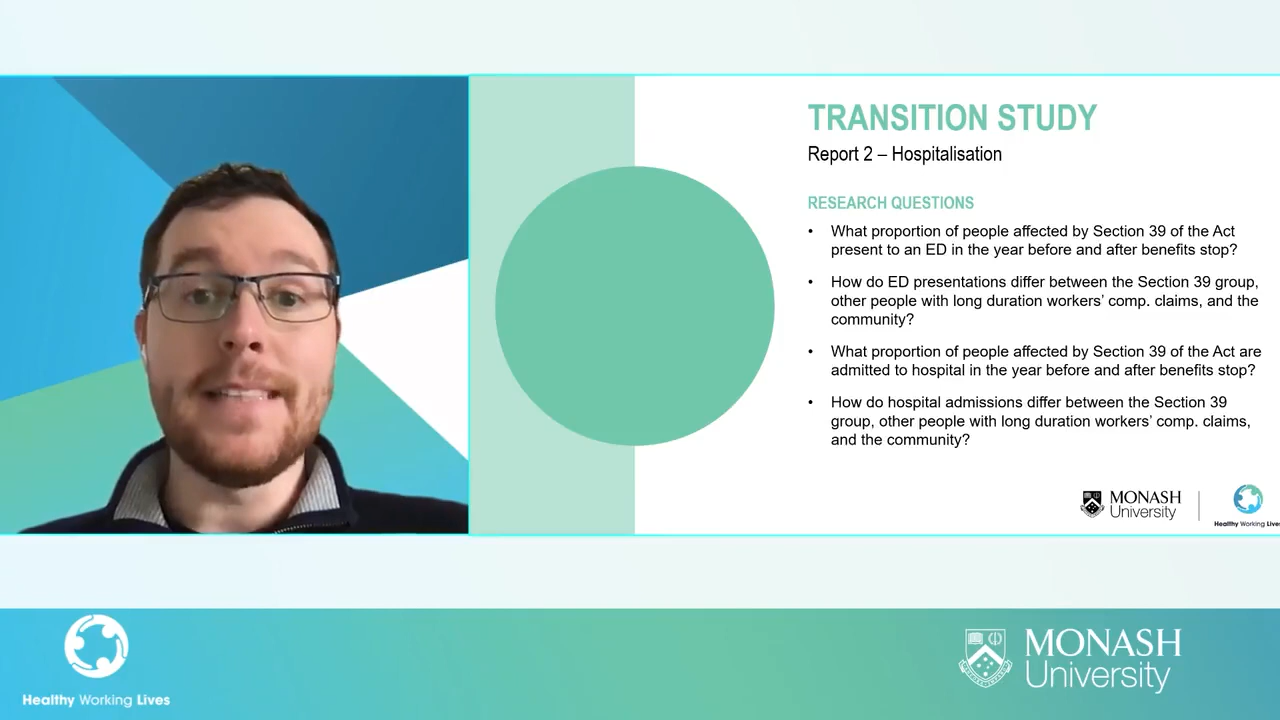 TRANSITION STUDY
Report 2 – Hospitalisation
RESEARCH QUESTIONS
• What proportion of people affected by Section 39 of the Act
present to an ED in the year before and after benefits stop?
• How do ED presentations differ between the Section 39 group,
other people with long duration workers’ comp. claims, and the
community?
• What proportion of people affected by Section 39 of the Act are
admitted to hospital in the year before and after benefits stop?
• How do hospital admissions differ between the Section 39
group, other people with long duration workers’ comp. claims,
and the community?
MONASH
University
Healthy Working Lives
Healthy Working Lives
MONASH
University